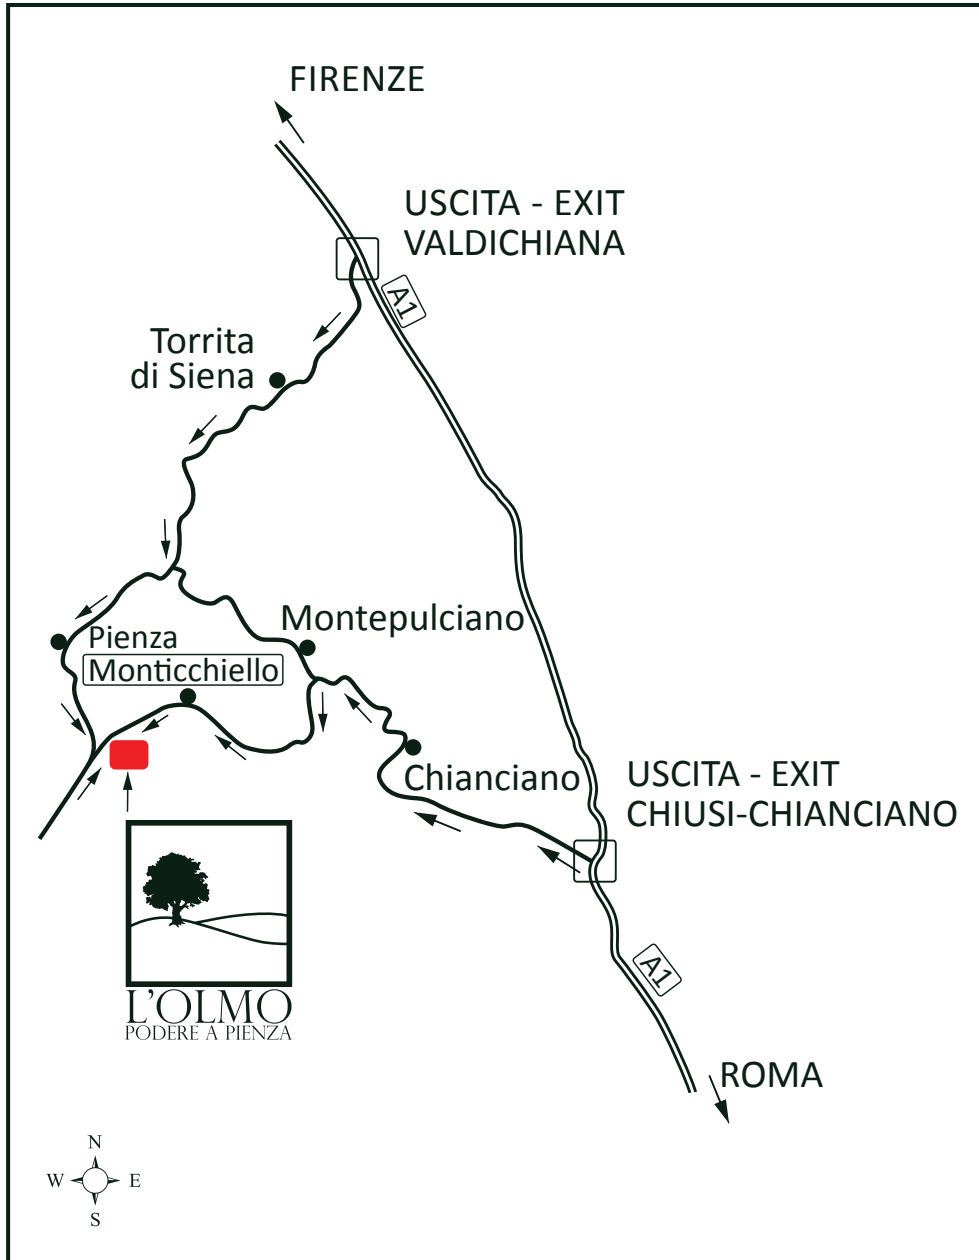 FIRENZE
USCITA - EXIT
VALDICHIANA
A1
Torrita
di Siena
Montepulciano
Pienza
Monticchiello
Chianciano
USCITA - EXIT
CHIUSI-CHIANCIANO
A1
L'OLMO
PODERE A PIENZA
ROMA
N
W E
S